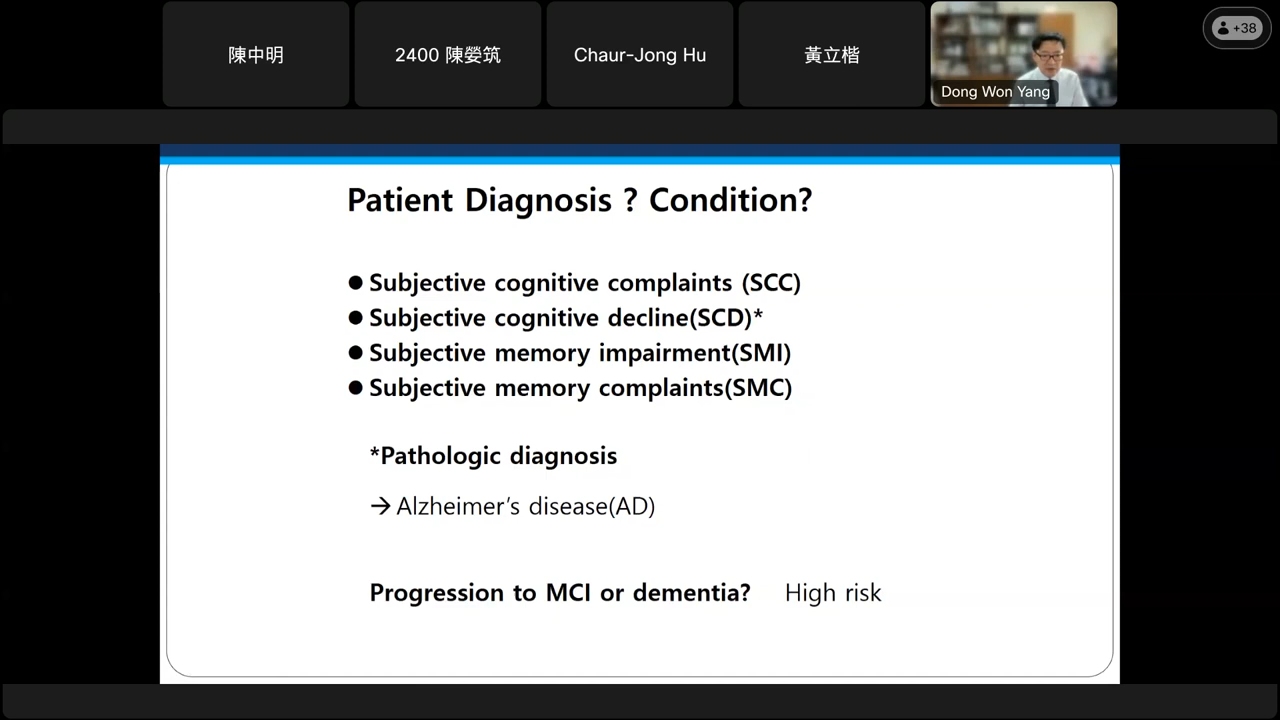 陳中明
2400 陳嫈筑
Chaur-Jong Hu
黃立楷
Dong Won Yang
+38
Patient Diagnosis ? Condition?
● Subjective cognitive complaints (SCC)
● Subjective cognitive decline(SCD)*
● Subjective memory impairment(SMI)
● Subjective memory complaints(SMC)
*Pathologic diagnosis
→ Alzheimer’s disease(AD)
Progression to MCI or dementia? High risk